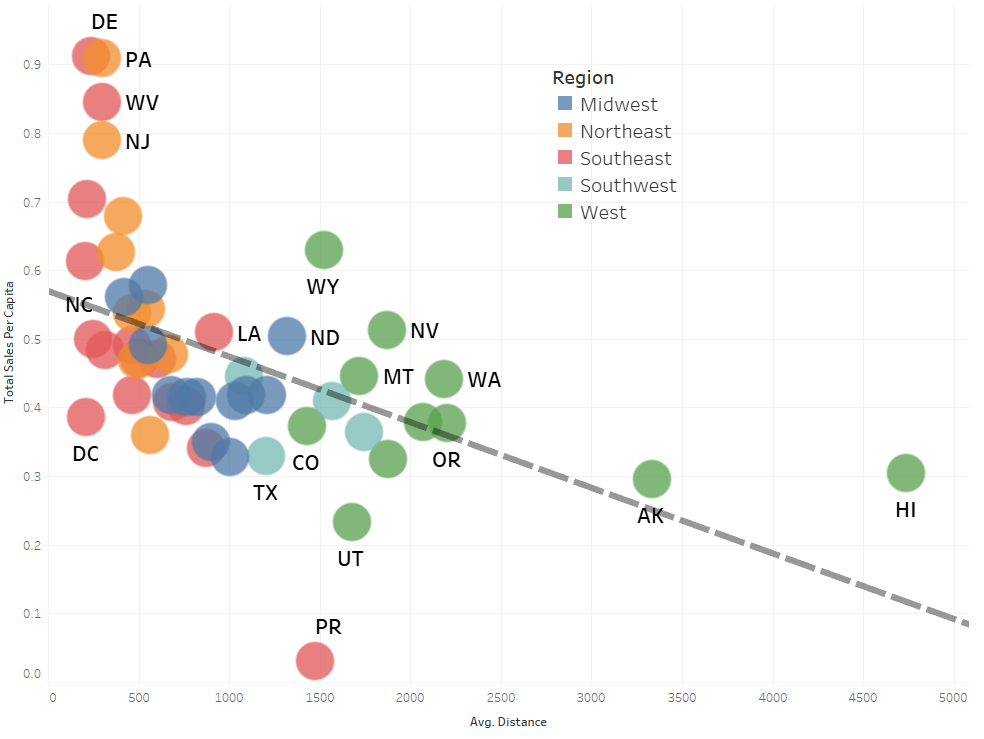 DE
0.9
PA
Region
WV
Midwest
Northeast
0.8
NJ
Southeast
Southwest
0.7
West
0.6
WY
NC
0.5
LA
ND
NV
MT
WA
0.4
DC
CO
OR
0.3
TX
AK
HI
0.2
UT
0.1
PR
0.0
Total Sales Per Capita
0
500
1000
1500
2000
2500
3000
3500
4000
4500
5000
Avg. Distance